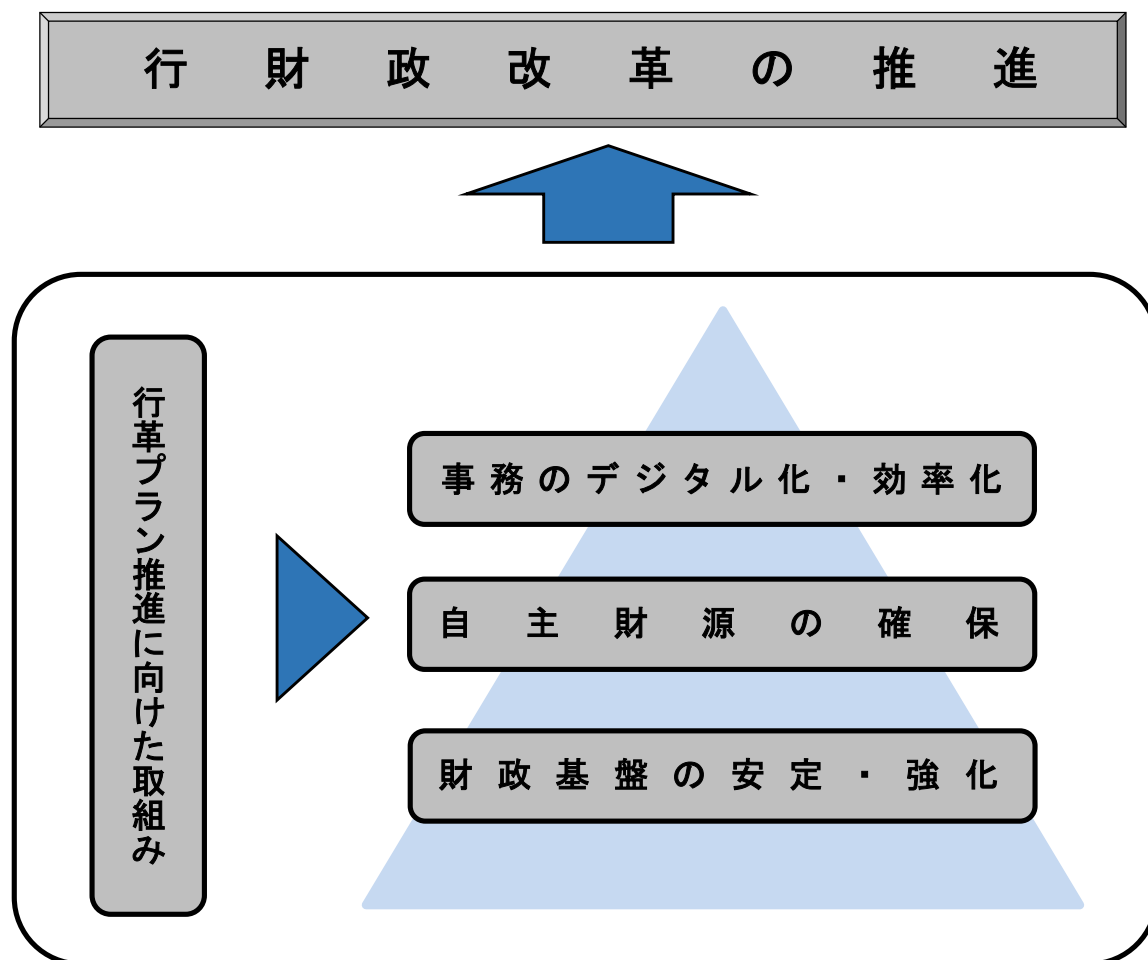 行財政改革の推進
行革プラン推進に向けた取組み
事務のデジタル化・効率化
自主財源の確保
財政基盤の安定・強化